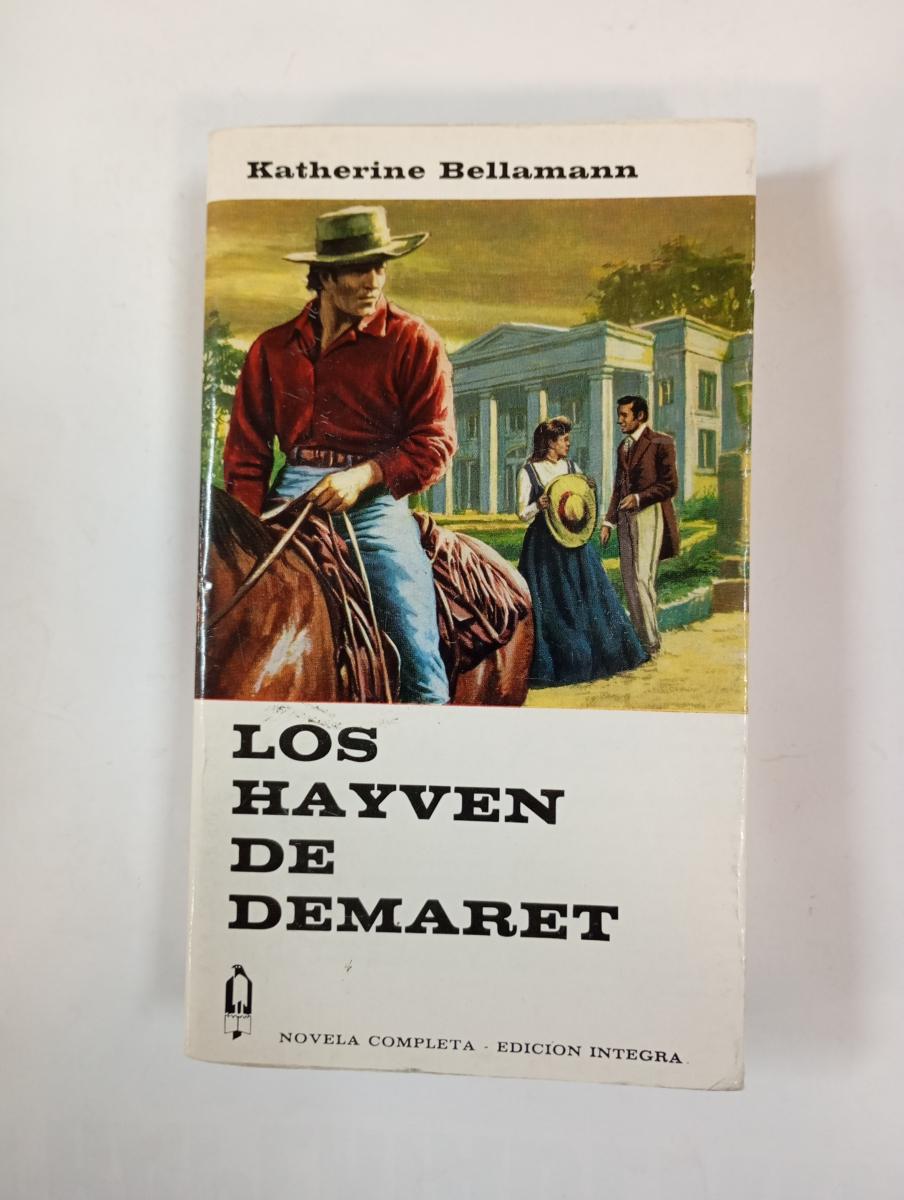 Katherine Bellamann
LOS
HAYVEN
DE
DEMARET
NOVELA COMPLETA - EDICION INTEGRA